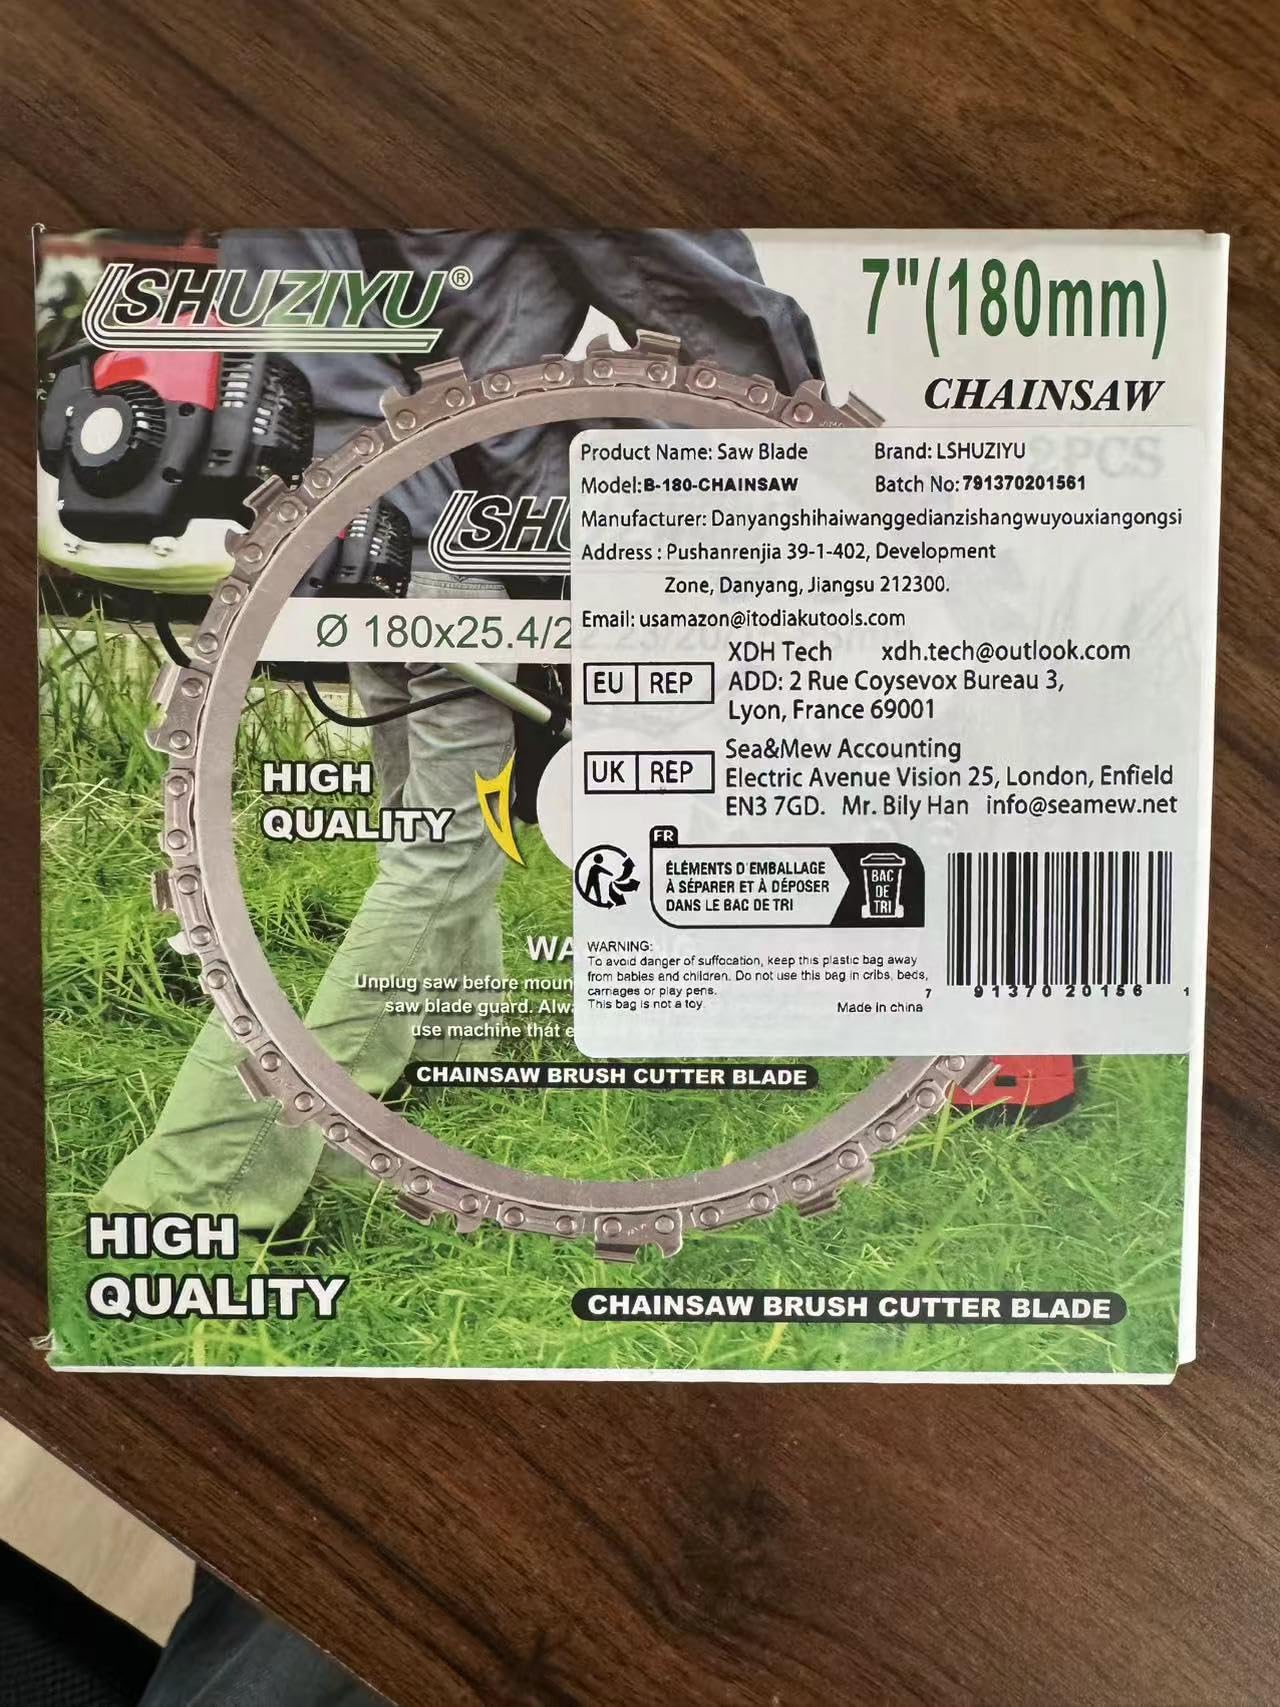 LSHUZIYU®
7"(180mm)
CHAINSAW
PCS
Product Name: Saw Blade Brand: LSHUZIYU
Model:B-180-CHAINSAW Batch No:791370201561
Manufacturer: Danyangshihaiwanggedianzishangwuyouxiangongsi
Address : Pushanrenjia 39-1-402, Development
Zone, Danyang, Jiangsu 212300.
Email: usamazon@itodiakutools.com
EU REP
XDH Tech xdh.tech@outlook.com
ADD: 2 Rue Coysevox Bureau 3,
Lyon, France 69001
UK REP
Sea&Mew Accounting
Electric Avenue Vision 25, London, Enfield
EN3 7GD. Mr. Bily Han info@seamew.net
FR
ÉLÉMENTS D'EMBALLAGE
À SÉPARER ET À DÉPOSER
DANS LE BAC DE TRI
BAC
DE
TRI
WARNING:
To avoid danger of suffocation, keep this plastic bag away
from babies and children. Do not use this bag in cribs, beds,
carriages or play pens.
This bag is not a toy.
Made in china
7 91370 20156 1
LSH
Ø 180x25.4/2
HIGH
QUALITY
WA
Unplug saw before moun
saw blade guard. Alw
use machine that e
CHAINSAW BRUSH CUTTER BLADE
HIGH
QUALITY
CHAINSAW BRUSH CUTTER BLADE